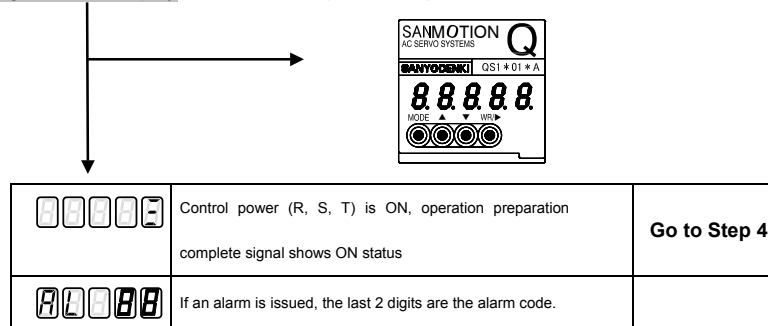 SANMOTION
AC SERVO SYSTEMS
Q
SANYODENKI QS1*01*A
8.8.8.8.8.
MODE ▲ ▼ WR/▶
Control power (R, S, T) is ON, operation preparation
complete signal shows ON status
Go to Step 4
AL 88
If an alarm is issued, the last 2 digits are the alarm code.